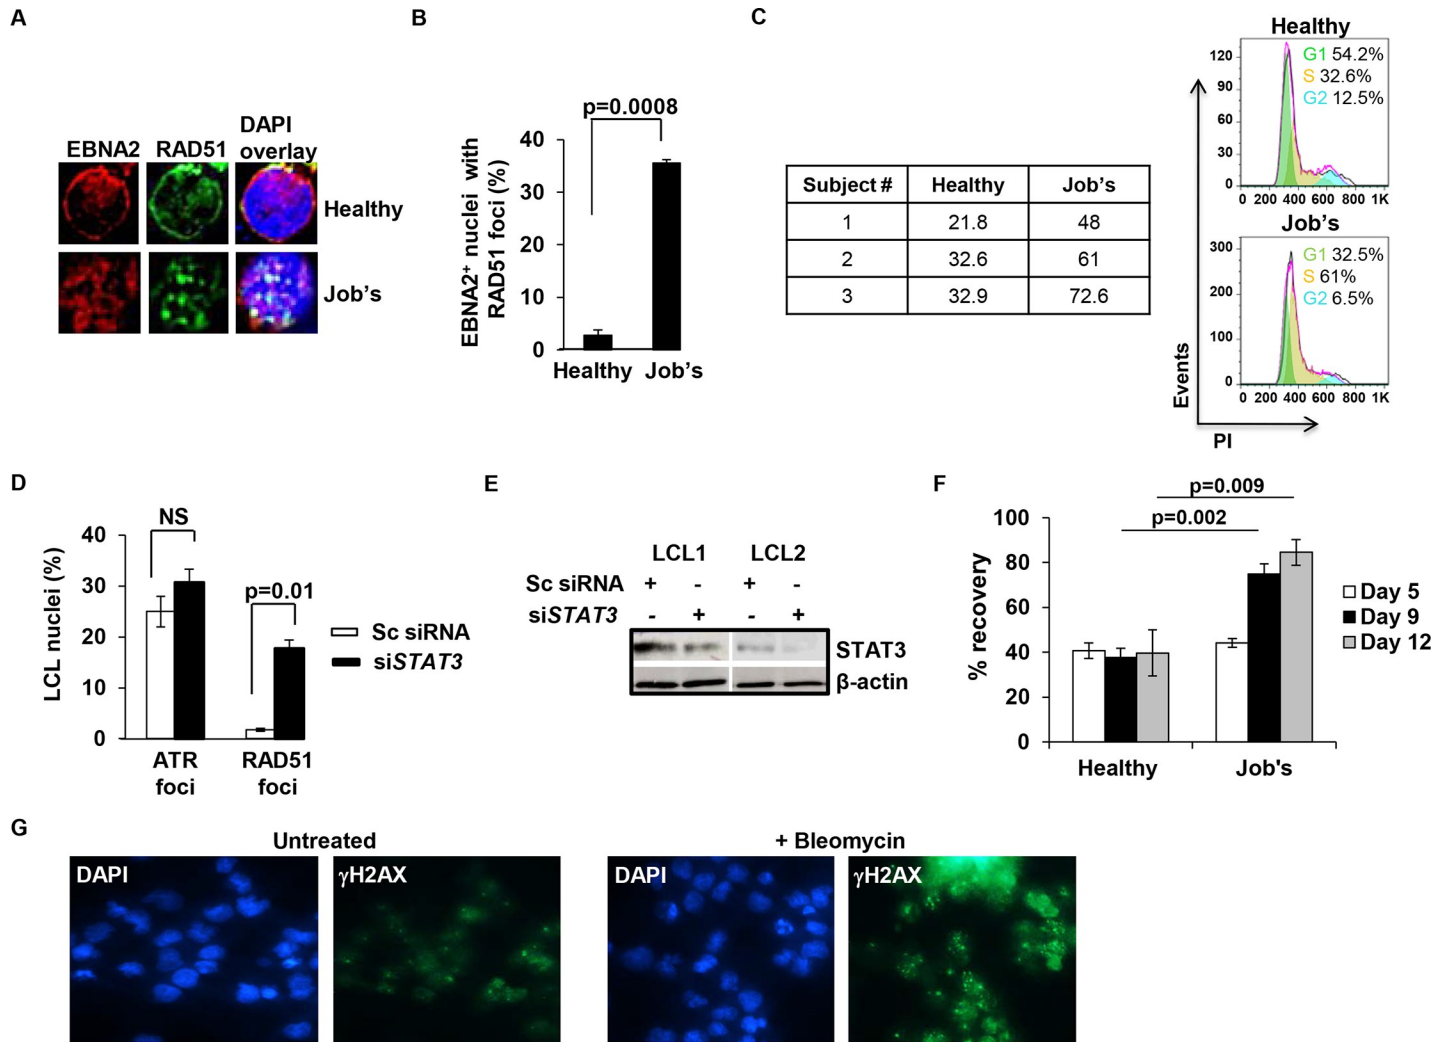 A
EBNA2 RAD51 DAPI overlay
Healthy
Job's
B
p=0.0008
EBNA2+ nuclei with
RAD51 foci (%)
40
30
20
10
0
Healthy Job's
C
Subject # Healthy Job's
1 21.8 48
2 32.6 61
3 32.9 72.6
Healthy
G1 54.2%
S 32.6%
G2 12.5%
120
90
60
30
0
0 200 400 600 800 1K
Job's
G1 32.5%
S 61%
G2 6.5%
300
200
100
0
0 200 400 600 800 1K
Events
PI
D
LCL nuclei (%)
40
30
20
10
0
NS
p=0.01
ATR
foci
RAD51
foci
Sc siRNA
siSTAT3
E
LCL1 LCL2
Sc siRNA + - + -
siSTAT3 - + - +
STAT3
β-actin
F
p=0.009
p=0.002
% recovery
100
80
60
40
20
0
Healthy Job's
Day 5
Day 9
Day 12
G
Untreated + Bleomycin
DAPI γH2AX DAPI γH2AX